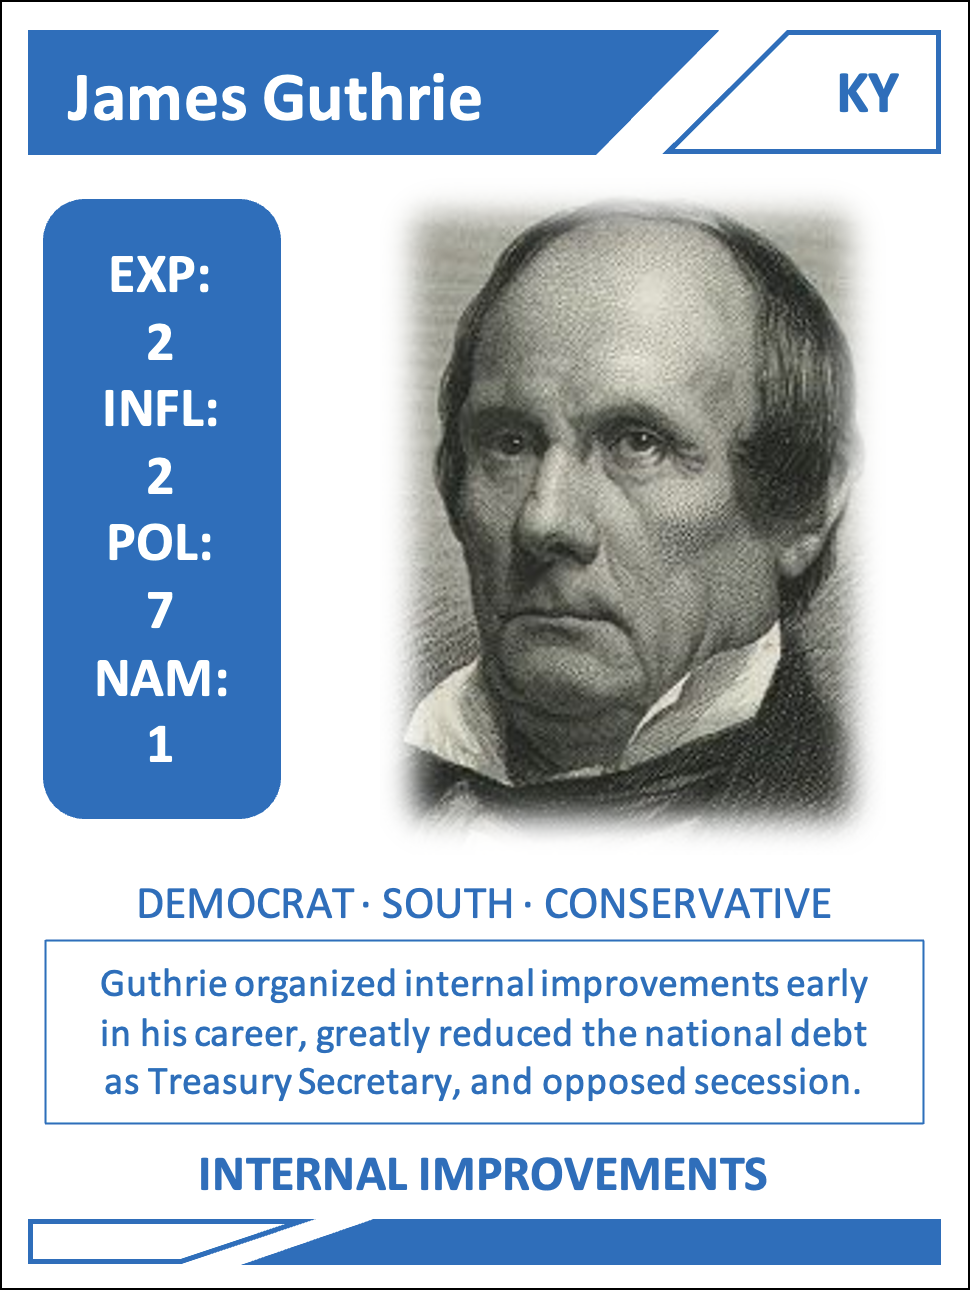 James Guthrie
KY
EXP:
2
INFL:
2
POL:
7
NAM:
1
DEMOCRAT · SOUTH · CONSERVATIVE
Guthrie organized internal improvements early
in his career, greatly reduced the national debt
as Treasury Secretary, and opposed secession.
INTERNAL IMPROVEMENTS